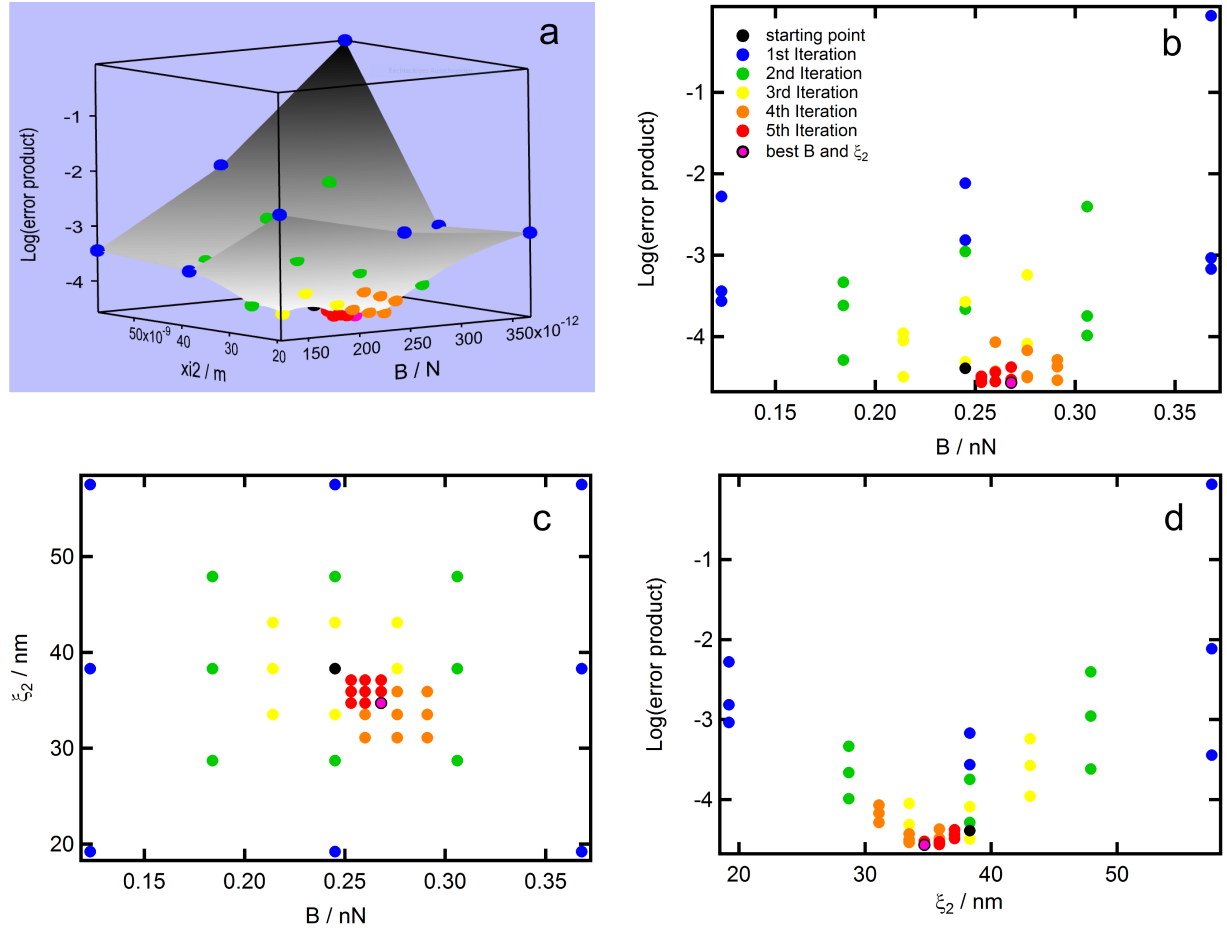 a
Log(error product)
-1
-2
-3
-4
50x10-9
40
30
20
xi2 / m
150
200
250
300
350x10-12
B / N
b
starting point
1st Iteration
2nd Iteration
3rd Iteration
4th Iteration
5th Iteration
best B and ξ2
Log(error product)
-1
-2
-3
-4
0.15 0.20 0.25 0.30 0.35
B / nN
c
ξ2 / nm
50
40
30
20
0.15 0.20 0.25 0.30 0.35
B / nN
d
Log(error product)
-1
-2
-3
-4
20 30 40 50
ξ2 / nm